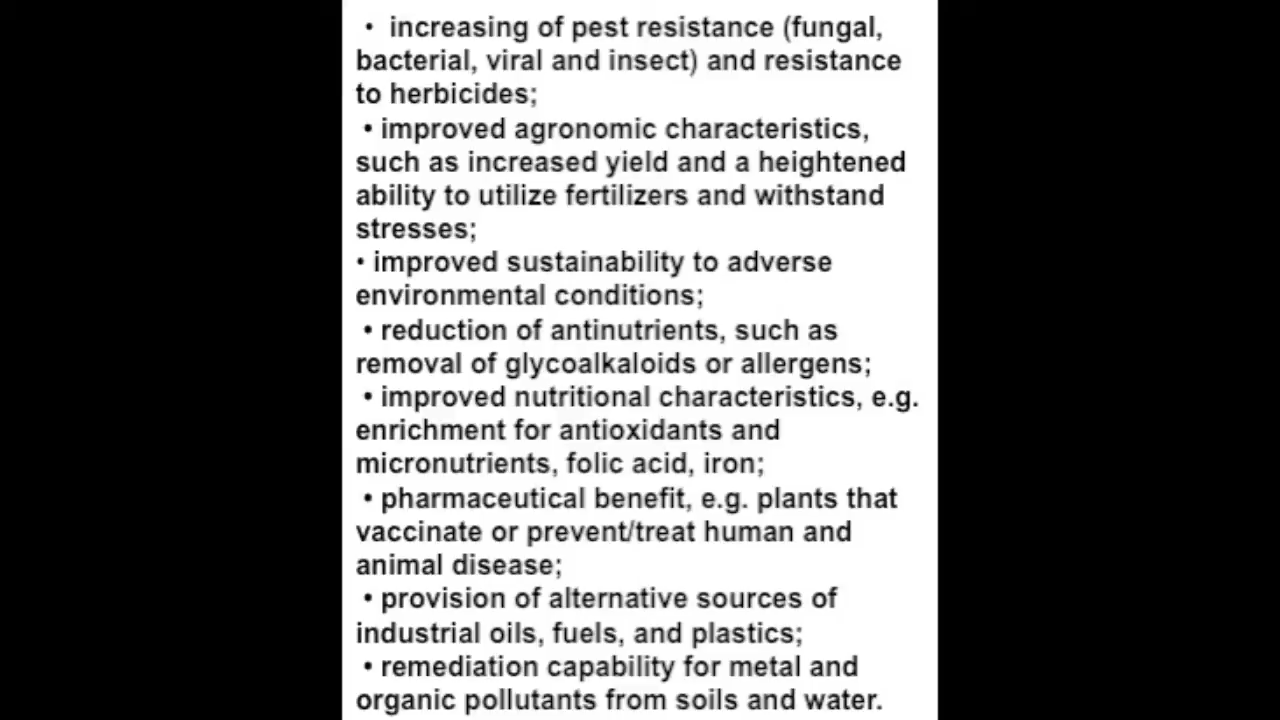 • increasing of pest resistance (fungal,
bacterial, viral and insect) and resistance
to herbicides;
• improved agronomic characteristics,
such as increased yield and a heightened
ability to utilize fertilizers and withstand
stresses;
• improved sustainability to adverse
environmental conditions;
• reduction of antinutrients, such as
removal of glycoalkaloids or allergens;
• improved nutritional characteristics, e.g.
enrichment for antioxidants and
micronutrients, folic acid, iron;
• pharmaceutical benefit, e.g. plants that
vaccinate or prevent/treat human and
animal disease;
• provision of alternative sources of
industrial oils, fuels, and plastics;
• remediation capability for metal and
organic pollutants from soils and water.